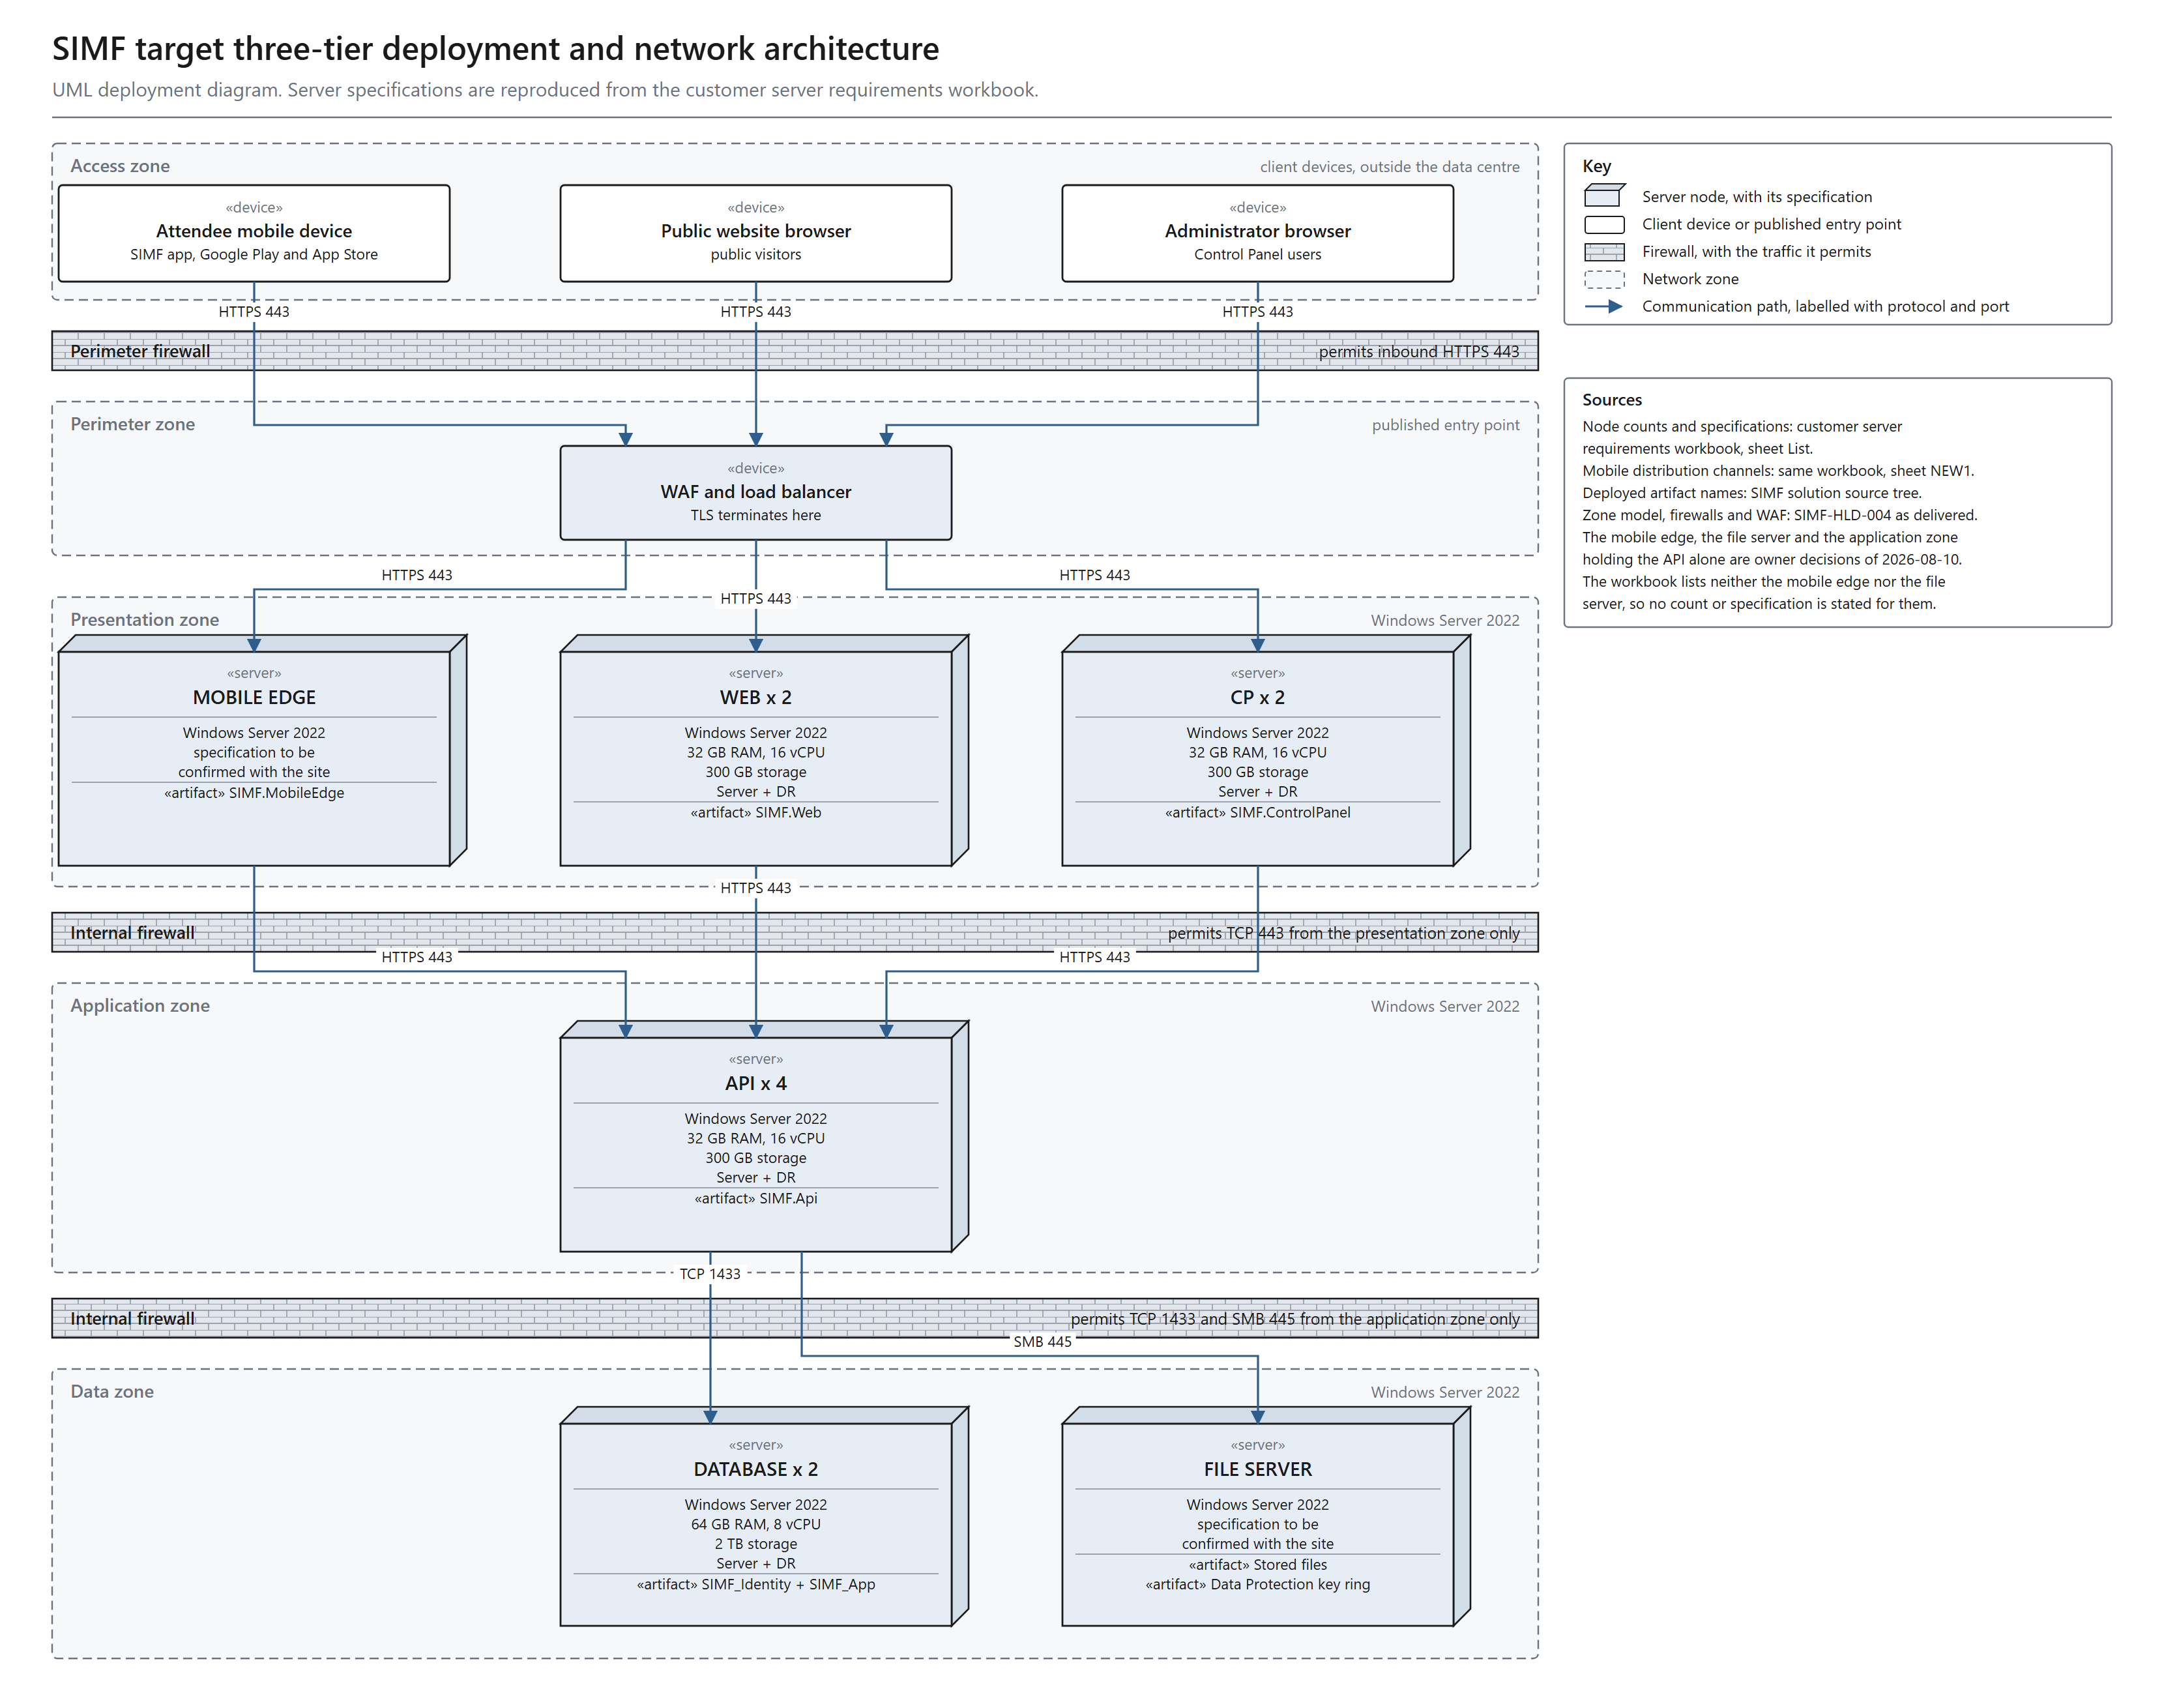 SIMF target three-tier deployment and network architecture
UML deployment diagram. Server specifications are reproduced from the customer server requirements workbook.
Access zone
client devices, outside the data centre
«device»
Attendee mobile device
SIMF app, Google Play and App Store
«device»
Public website browser
public visitors
«device»
Administrator browser
Control Panel users
HTTPS 443
HTTPS 443
HTTPS 443
Perimeter firewall
permits inbound HTTPS 443
Perimeter zone
published entry point
«device»
WAF and load balancer
TLS terminates here
HTTPS 443
HTTPS 443
HTTPS 443
Presentation zone
Windows Server 2022
«server»
MOBILE EDGE
Windows Server 2022
specification to be
confirmed with the site
«artifact» SIMF.MobileEdge
«server»
WEB x 2
Windows Server 2022
32 GB RAM, 16 vCPU
300 GB storage
Server + DR
«artifact» SIMF.Web
«server»
CP x 2
Windows Server 2022
32 GB RAM, 16 vCPU
300 GB storage
Server + DR
«artifact» SIMF.ControlPanel
HTTPS 443
Internal firewall
permits TCP 443 from the presentation zone only
HTTPS 443
HTTPS 443
Application zone
Windows Server 2022
«server»
API x 4
Windows Server 2022
32 GB RAM, 16 vCPU
300 GB storage
Server + DR
«artifact» SIMF.Api
TCP 1433
Internal firewall
permits TCP 1433 and SMB 445 from the application zone only
SMB 445
Data zone
Windows Server 2022
«server»
DATABASE x 2
Windows Server 2022
64 GB RAM, 8 vCPU
2 TB storage
Server + DR
«artifact» SIMF_Identity + SIMF_App
«server»
FILE SERVER
Windows Server 2022
specification to be
confirmed with the site
«artifact» Stored files
«artifact» Data Protection key ring
Key
Server node, with its specification
Client device or published entry point
Firewall, with the traffic it permits
Network zone
Communication path, labelled with protocol and port
Sources
Node counts and specifications: customer server
requirements workbook, sheet List.
Mobile distribution channels: same workbook, sheet NEW1.
Deployed artifact names: SIMF solution source tree.
Zone model, firewalls and WAF: SIMF-HLD-004 as delivered.
The mobile edge, the file server and the application zone
holding the API alone are owner decisions of 2026-08-10.
The workbook lists neither the mobile edge nor the file
server, so no count or specification is stated for them.